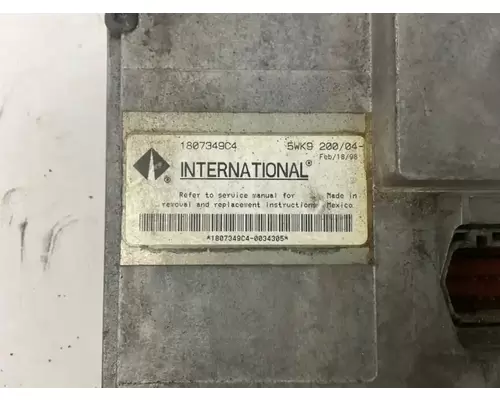 1807349C4 5WK9 200/04-
Feb/18/98
INTERNATIONAL®
Refer to service manual for Made in
removal and replacement instructions Mexico
*1807349C4-0034305*